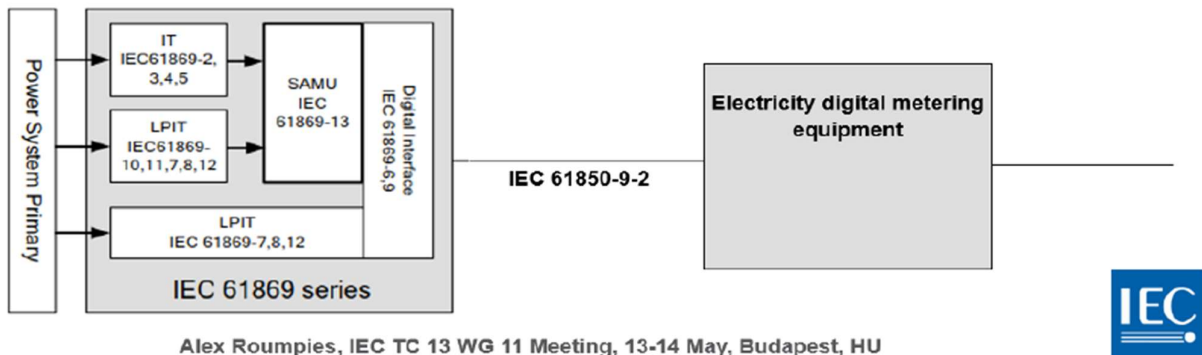 Power System Primary
IT
IEC61869-2,
3,4,5
LPIT
IEC61869-
10,11,7,8,12
SAMU
IEC
61869-13
Digital Interface
IEC 61869-6,9
LPIT
IEC 61869-7,8,12
IEC 61869 series
IEC 61850-9-2
Electricity digital metering
equipment
IEC
Alex Roumpies, IEC TC 13 WG 11 Meeting, 13-14 May, Budapest, HU